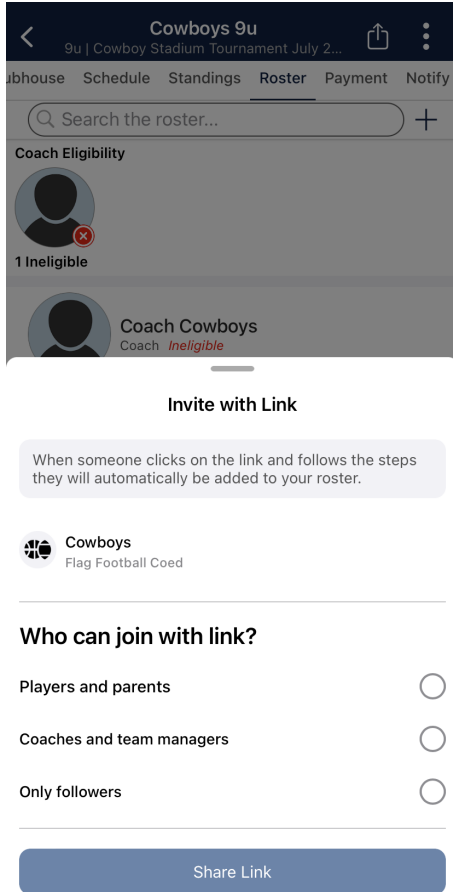 Cowboys 9u
9u | Cowboy Stadium Tournament July 2...
ubhouse Schedule Standings Roster Payment Notify
Search the roster...
Coach Eligibility
1 Ineligible
Coach Cowboys
Coach Ineligible
Invite with Link
When someone clicks on the link and follows the steps
they will automatically be added to your roster.
Cowboys
Flag Football Coed
Who can join with link?
Players and parents
Coaches and team managers
Only followers
Share Link